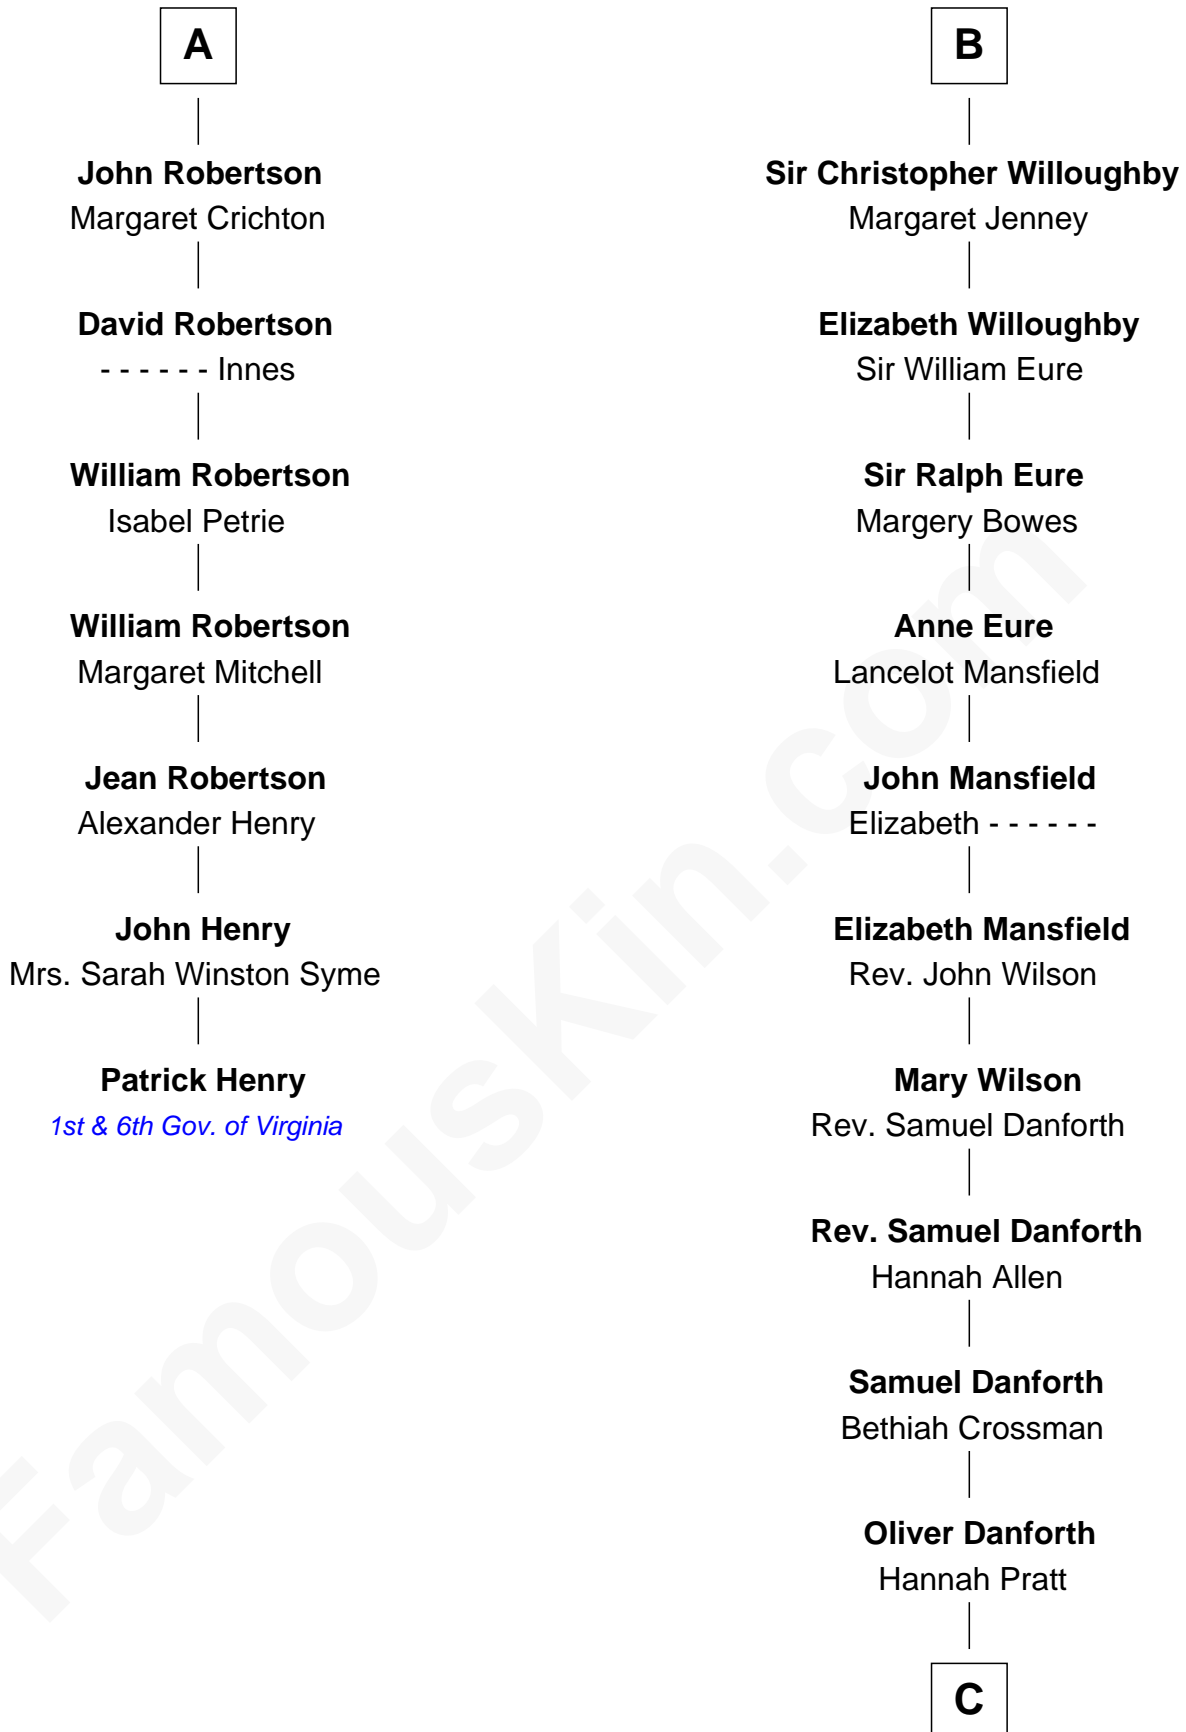 A
John Robertson
Margaret Crichton
David Robertson
- - - - - - Innes
William Robertson
Isabel Petrie
William Robertson
Margaret Mitchell
Jean Robertson
Alexander Henry
John Henry
Mrs. Sarah Winston Syme
Patrick Henry
1st & 6th Gov. of Virginia
B
Sir Christopher Willoughby
Margaret Jenney
Elizabeth Willoughby
Sir William Eure
Sir Ralph Eure
Margery Bowes
Anne Eure
Lancelot Mansfield
John Mansfield
Elizabeth - - - - - -
Elizabeth Mansfield
Rev. John Wilson
Mary Wilson
Rev. Samuel Danforth
Rev. Samuel Danforth
Hannah Allen
Samuel Danforth
Bethiah Crossman
Oliver Danforth
Hannah Pratt
C
FamousKin.com